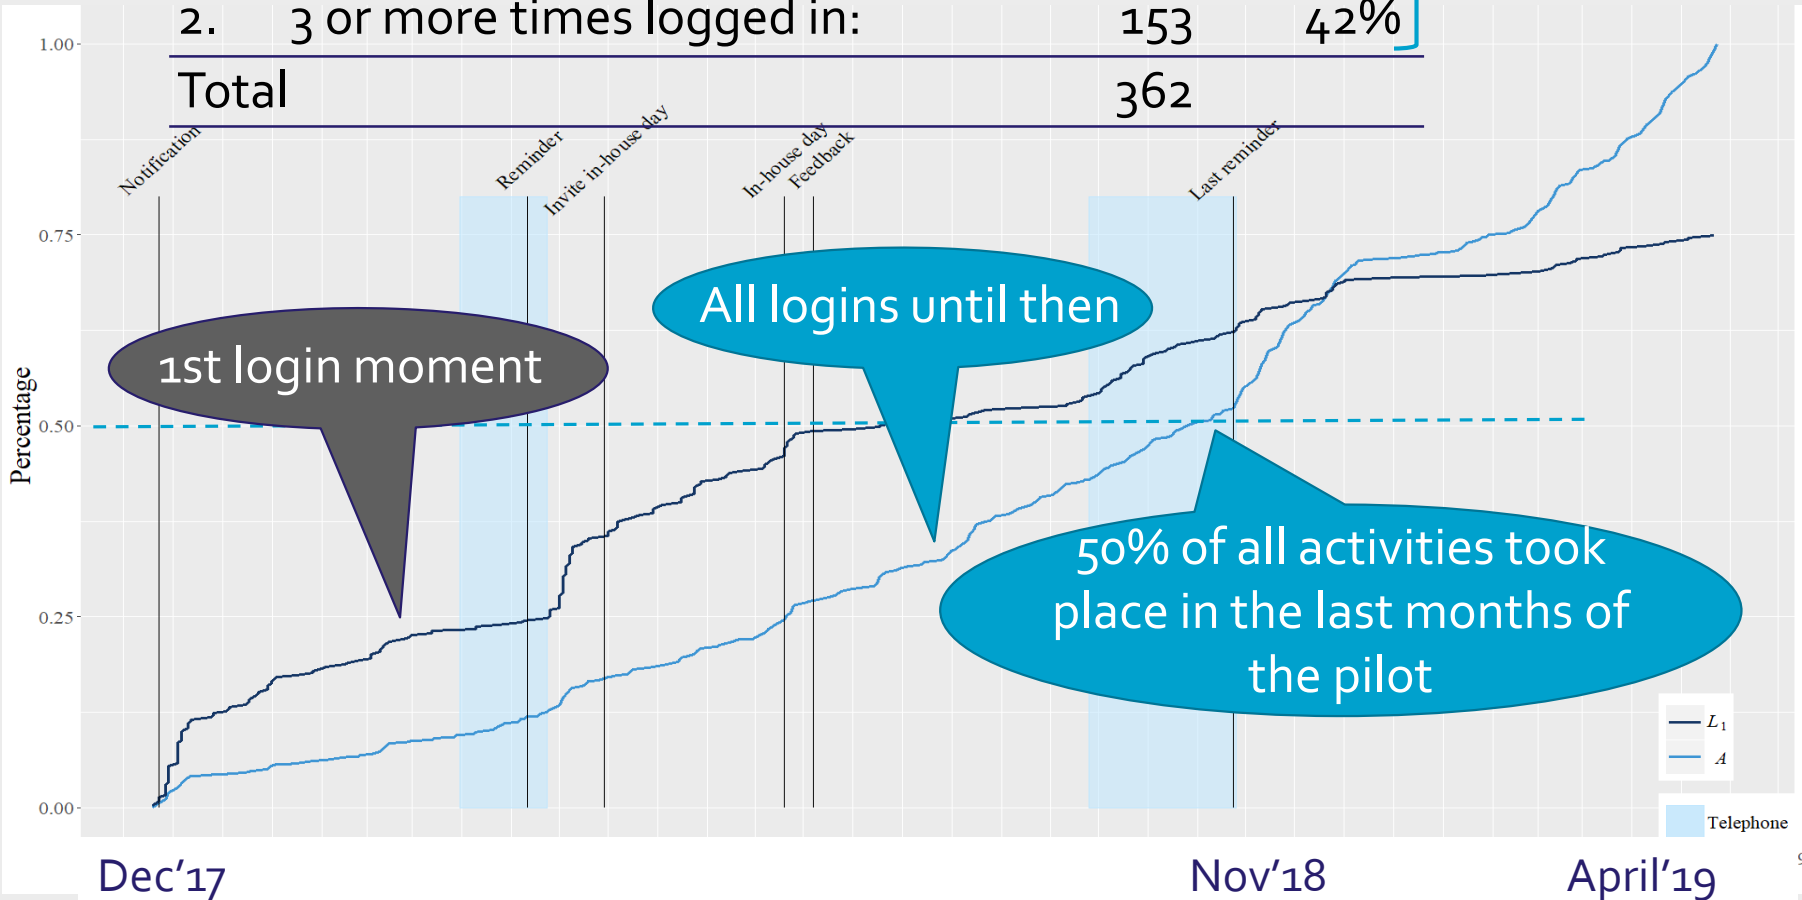 2. 3 or more times logged in: 153 42%
Total 362
Notification
Reminder
Invite in-house day
In-house day
Feedback
Last reminder
1.00
0.75
0.50
0.25
0.00
Percentage
1st login moment
All logins until then
50% of all activities took
place in the last months of
the pilot
L1
A
Telephone
Dec'17
Nov'18
April'19